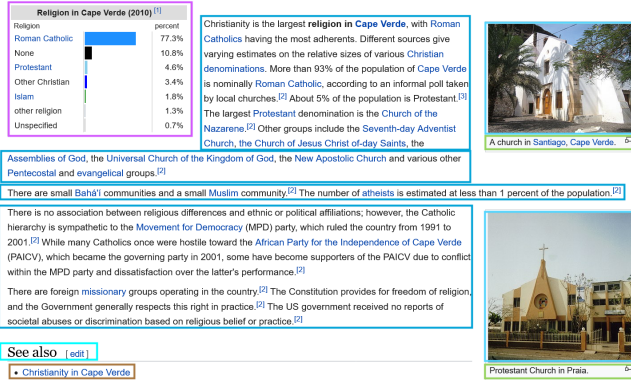 Religion in Cape Verde (2010) [1]
Religion percent
Roman Catholic 77.3%
None 10.8%
Protestant 4.6%
Other Christian 3.4%
Islam 1.8%
other religion 1.3%
Unspecified 0.7%
Christianity is the largest religion in Cape Verde, with Roman
Catholics having the most adherents. Different sources give
varying estimates on the relative sizes of various Christian
denominations. More than 93% of the population of Cape Verde
is nominally Roman Catholic, according to an informal poll taken
by local churches.[2] About 5% of the population is Protestant.[3]
The largest Protestant denomination is the Church of the
Nazarene.[2] Other groups include the Seventh-day Adventist
Church, the Church of Jesus Christ of-day Saints, the
Assemblies of God, the Universal Church of the Kingdom of God, the New Apostolic Church and various other
Pentecostal and evangelical groups.[2]
A church in Santiago, Cape Verde.
There are small Bahá'í communities and a small Muslim community.[2] The number of atheists is estimated at less than 1 percent of the population.[2]
There is no association between religious differences and ethnic or political affiliations; however, the Catholic
hierarchy is sympathetic to the Movement for Democracy (MPD) party, which ruled the country from 1991 to
2001.[2] While many Catholics once were hostile toward the African Party for the Independence of Cape Verde
(PAICV), which became the governing party in 2001, some have become supporters of the PAICV due to conflict
within the MPD party and dissatisfaction over the latter's performance.[2]
There are foreign missionary groups operating in the country.[2] The Constitution provides for freedom of religion,
and the Government generally respects this right in practice.[2] The US government received no reports of
societal abuses or discrimination based on religious belief or practice.[2]
Protestant Church in Praia.
See also [edit]
• Christianity in Cape Verde